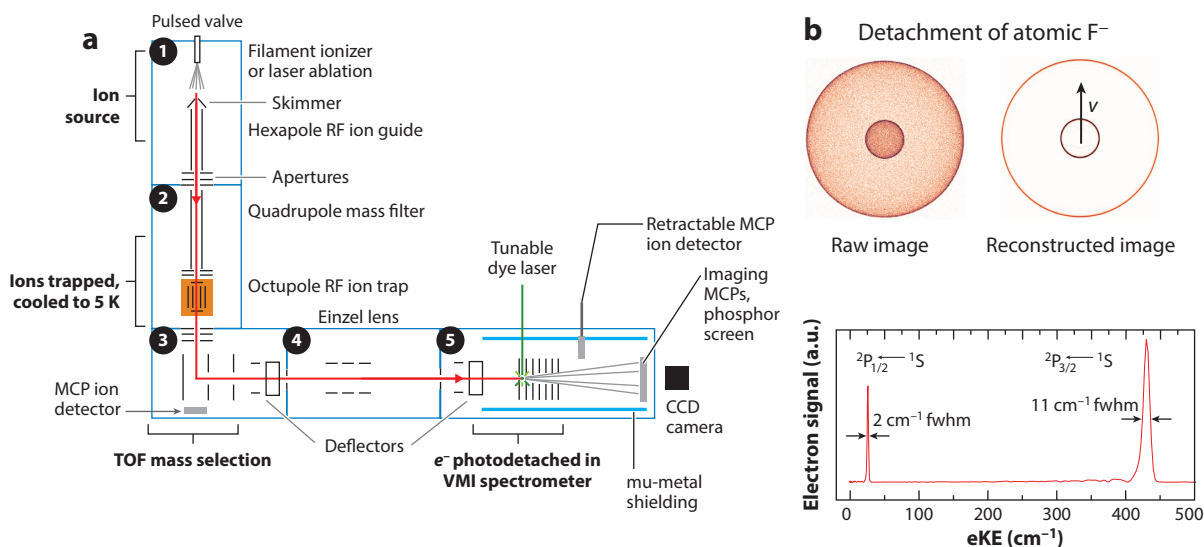 a
Pulsed valve
1
Filament ionizer
or laser ablation
Ion
source
Skimmer
Hexapole RF ion guide
Apertures
2
Quadrupole mass filter
Ions trapped,
cooled to 5 K
Octupole RF ion trap
3
Einzel lens
4
5
Tunable
dye laser
Retractable MCP
ion detector
Imaging
MCPs,
phosphor
screen
MCP ion
detector
CCD
camera
Deflectors
TOF mass selection
e⁻ photodetached in
VMI spectrometer
mu-metal
shielding
b
Detachment of atomic F⁻
v
Raw image
Reconstructed image
Electron signal (a.u.)
²P₁/₂ ⟵ ¹S
²P₃/₂ ⟵ ¹S
2 cm⁻¹ fwhm
11 cm⁻¹ fwhm
0 100 200 300 400 500
eKE (cm⁻¹)